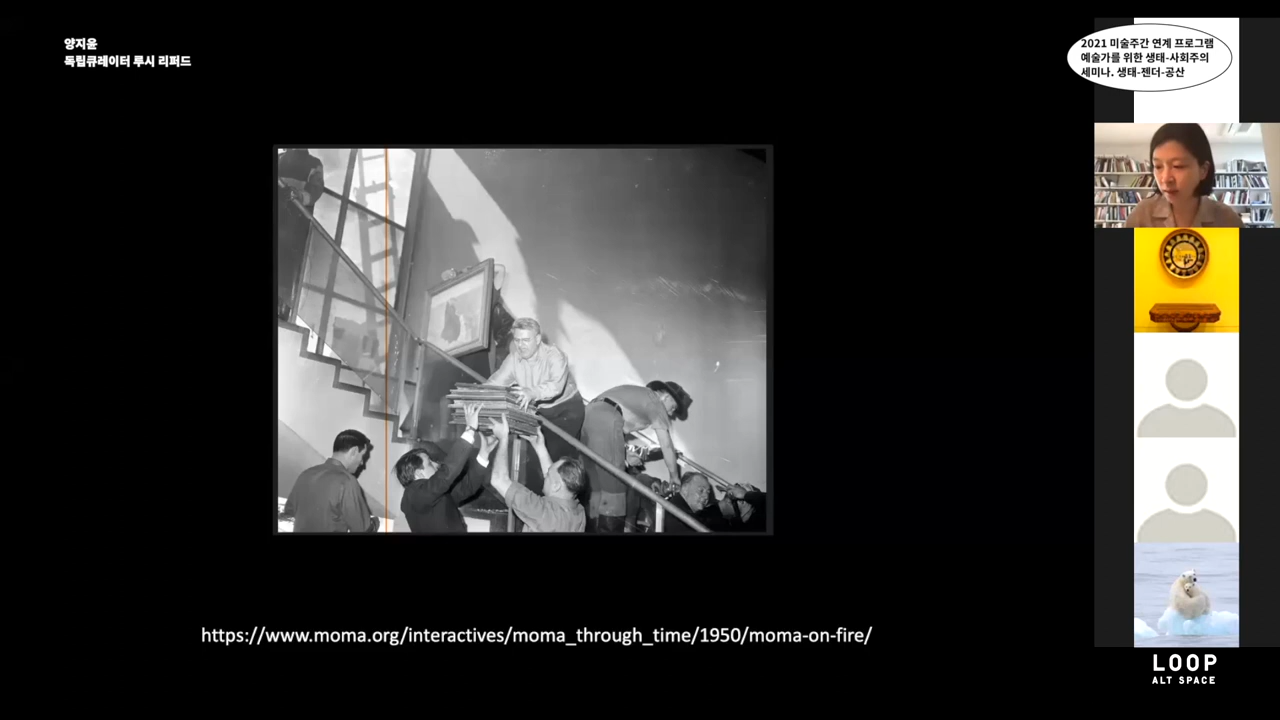 양지윤
독립큐레이터 루시 리퍼드
2021 미술주간 연계 프로그램
예술가를 위한 생태-사회주의
세미나. 생태-젠더-공산
https://www.moma.org/interactives/moma_through_time/1950/moma-on-fire/
LOOP
ALT SPACE